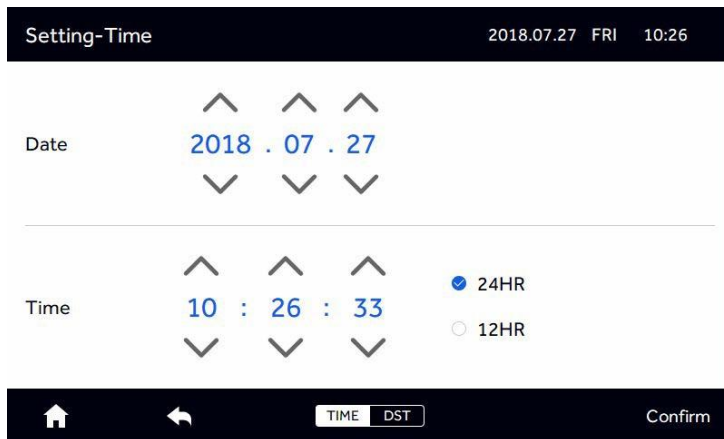 Setting-Time 2018.07.27 FRI 10:26
Date 2018 . 07 . 27
24HR
Time 10 : 26 : 33
12HR
TIME DST Confirm